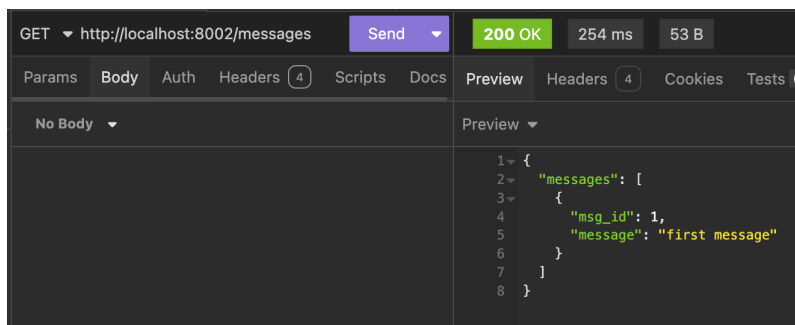 GET http://localhost:8002/messages Send
Params Body Auth Headers 4 Scripts Docs
No Body
200 OK 254 ms 53 B
Preview Headers 4 Cookies Tests
Preview
1 {
2 "messages": [
3 {
4 "msg_id": 1,
5 "message": "first message"
6 }
7 ]
8 }